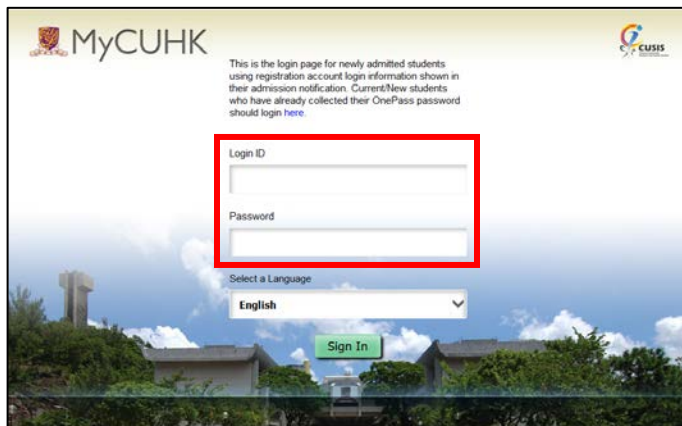 MyCUHK
CUSIS
This is the login page for newly admitted students
using registration account login information shown in
their admission notification. Current/New students
who have already collected their OnePass password
should login here.
Login ID
Password
Select a Language
English
Sign In